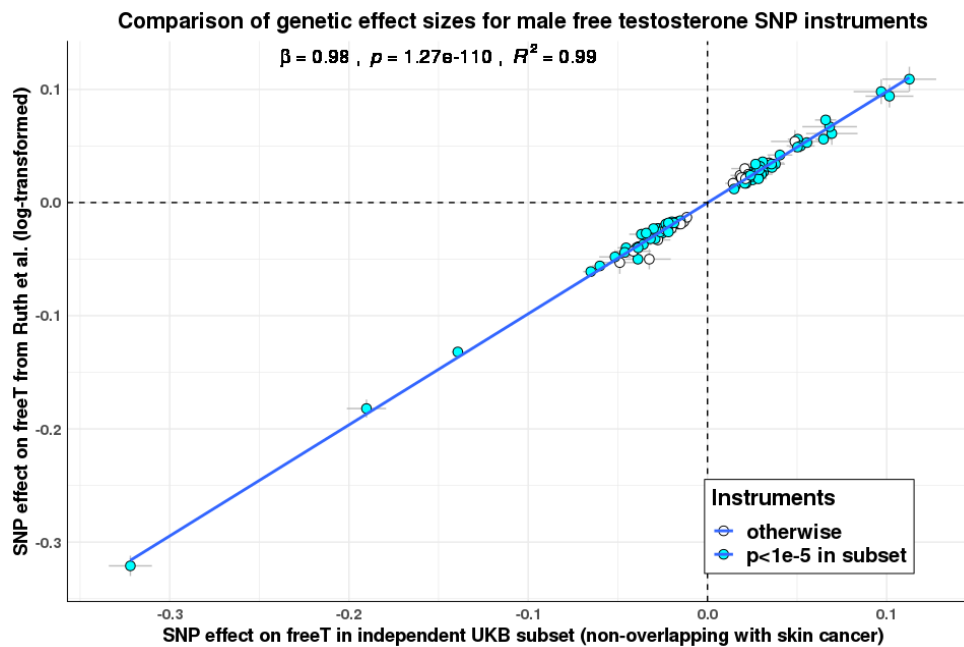 Comparison of genetic effect sizes for male free testosterone SNP instruments
β = 0.98 , p = 1.27e-110 , R² = 0.99
SNP effect on freeT from Ruth et al. (log-transformed)
0.1
0.0
-0.1
-0.2
-0.3
Instruments
otherwise
p<1e-5 in subset
-0.3 -0.2 -0.1 0.0 0.1
SNP effect on freeT in independent UKB subset (non-overlapping with skin cancer)